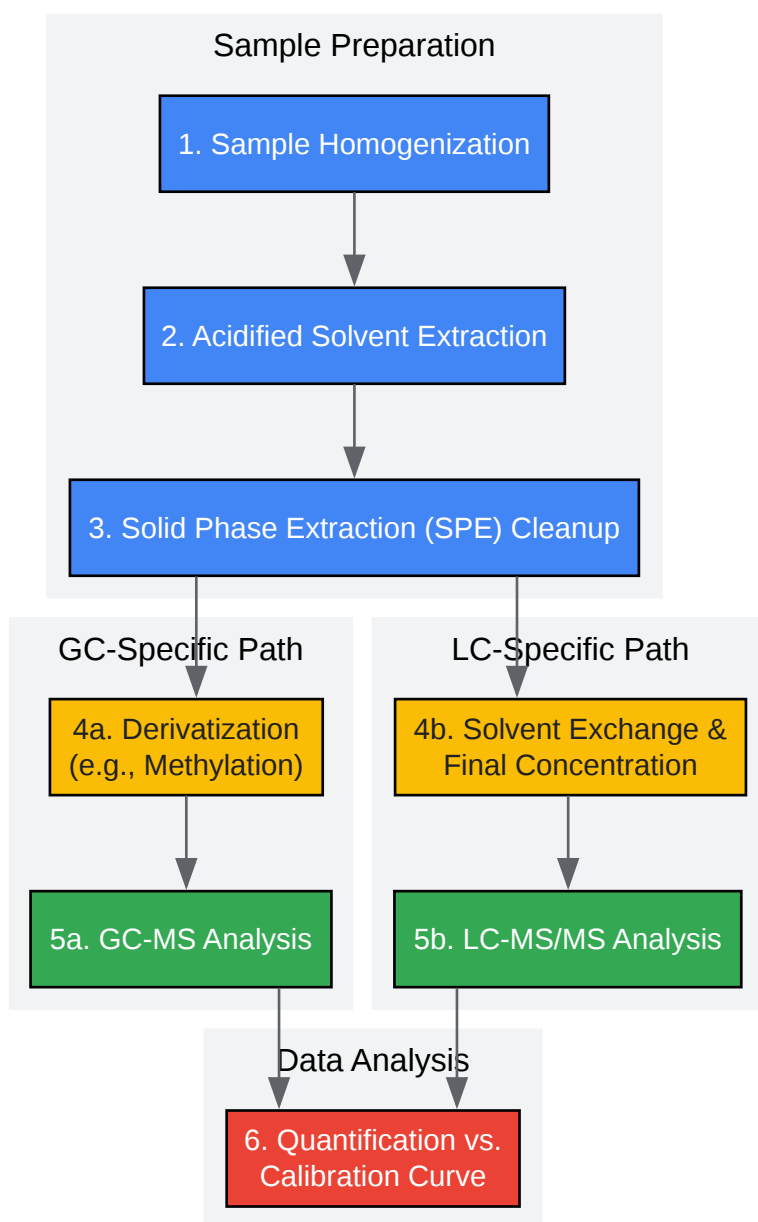 Sample Preparation
1. Sample Homogenization
2. Acidified Solvent Extraction
3. Solid Phase Extraction (SPE) Cleanup
GC-Specific Path
4a. Derivatization
(e.g., Methylation)
5a. GC-MS Analysis
LC-Specific Path
4b. Solvent Exchange &
Final Concentration
5b. LC-MS/MS Analysis
Data Analysis
6. Quantification vs.
Calibration Curve